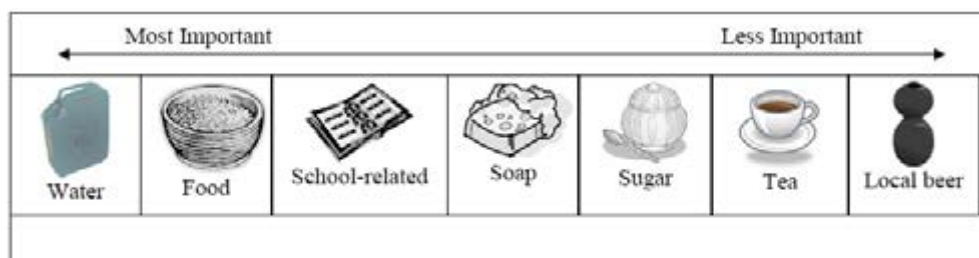 Most Important Less Important
Water Food School-related Soap Sugar Tea Local beer